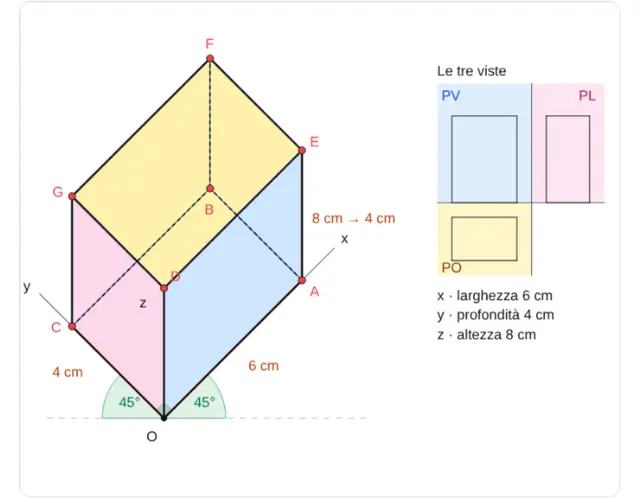 F
E
G
B
8 cm → 4 cm
x
D
y
z
A
C
4 cm
6 cm
45°
45°
O
Le tre viste
PV
PL
PO
x · larghezza 6 cm
y · profondità 4 cm
z · altezza 8 cm